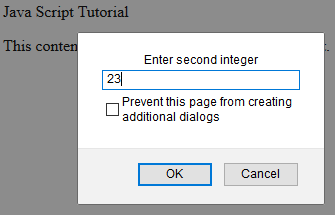 Java Script Tutorial
This conten
t.
Enter second integer
23
Prevent this page from creating
additional dialogs
OK
Cancel